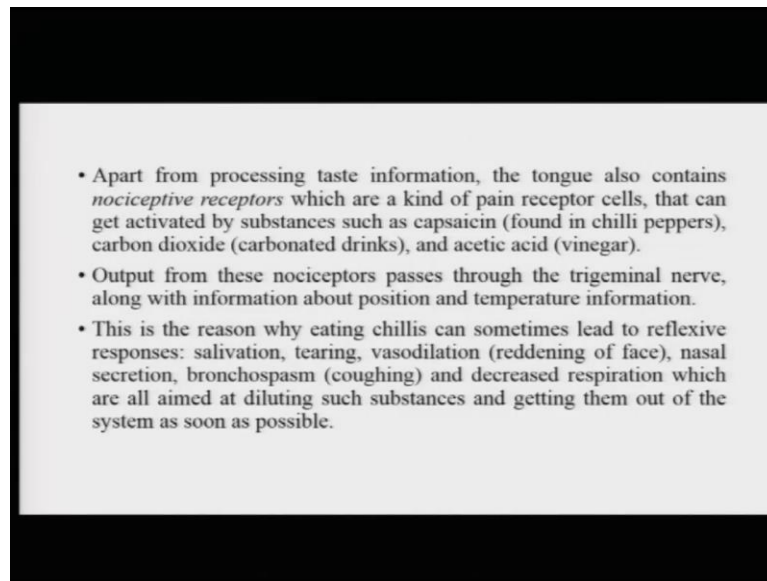 • Apart from processing taste information, the tongue also contains
nociceptive receptors which are a kind of pain receptor cells, that can
get activated by substances such as capsaicin (found in chilli peppers),
carbon dioxide (carbonated drinks), and acetic acid (vinegar).
• Output from these nociceptors passes through the trigeminal nerve,
along with information about position and temperature information.
• This is the reason why eating chillis can sometimes lead to reflexive
responses: salivation, tearing, vasodilation (reddening of face), nasal
secretion, bronchospasm (coughing) and decreased respiration which
are all aimed at diluting such substances and getting them out of the
system as soon as possible.